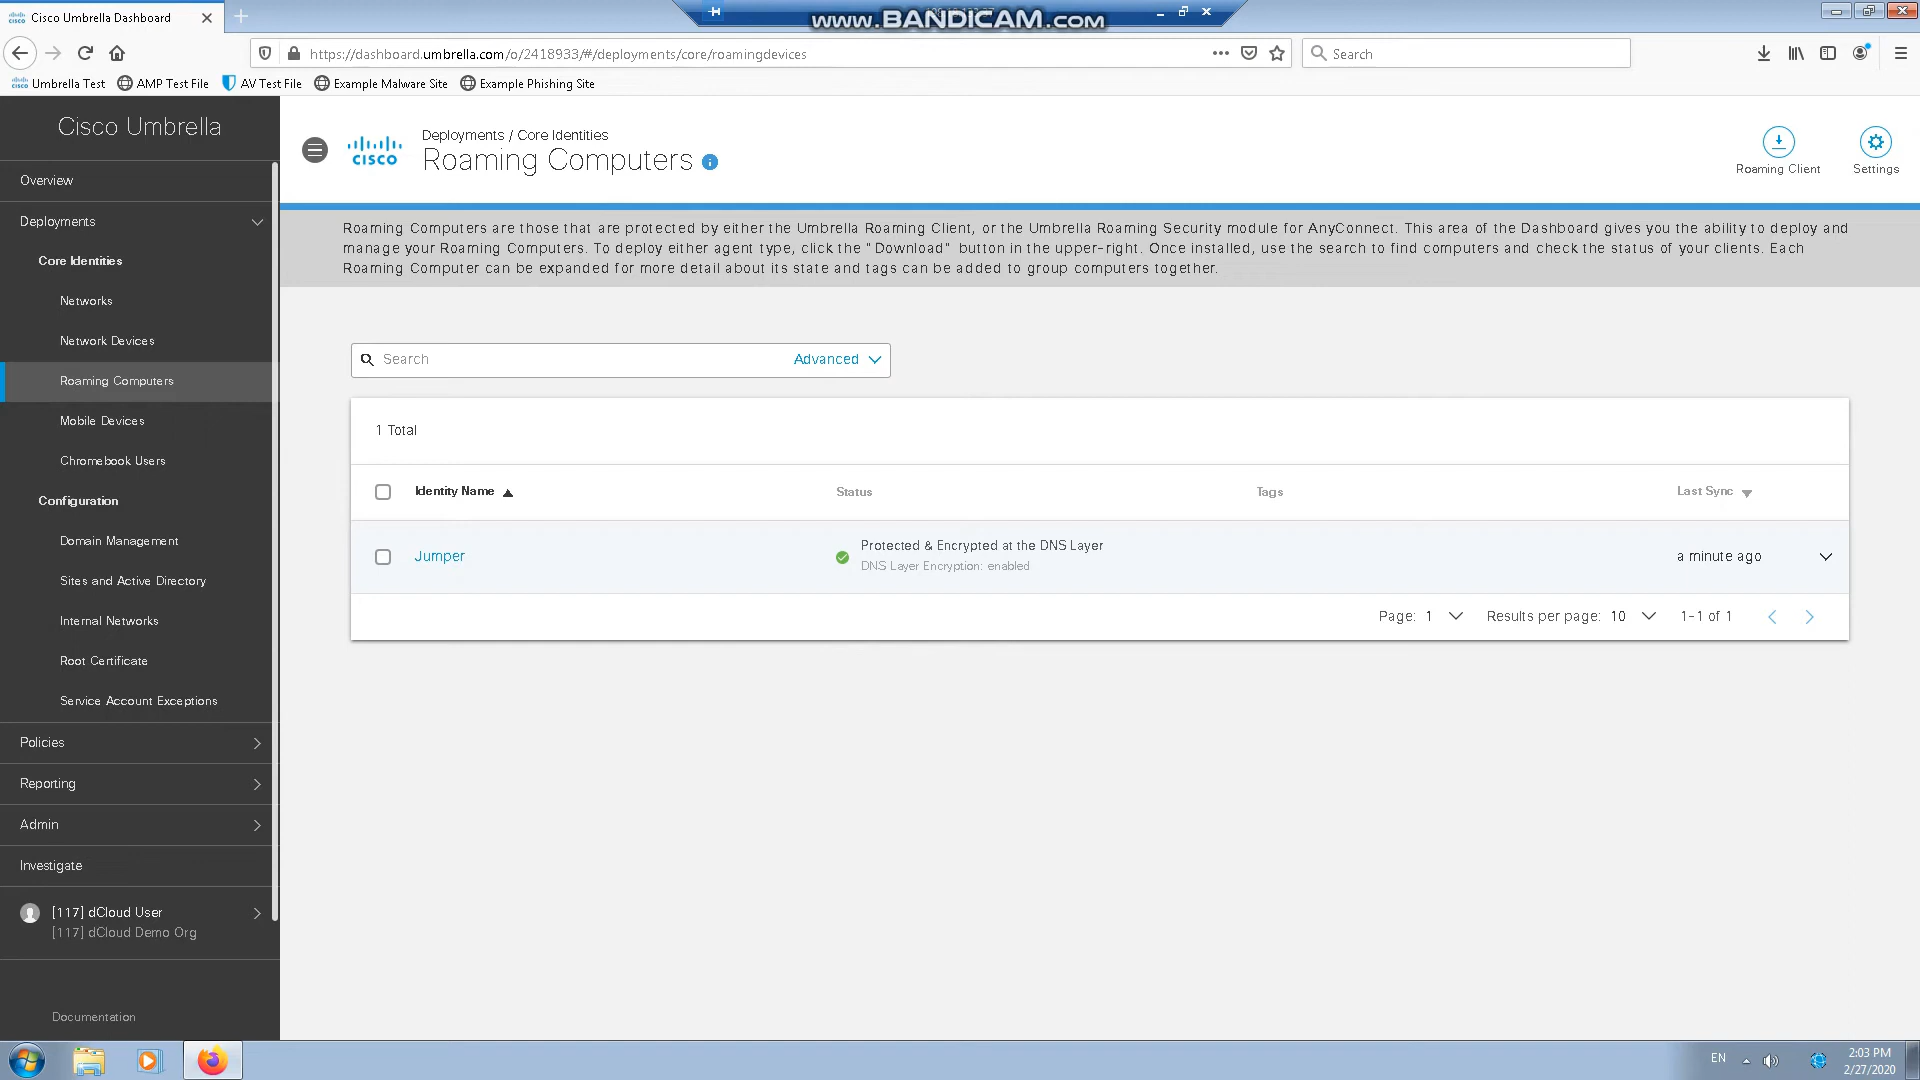 Cisco Umbrella Dashboard
www.BANDICAM.com
https://dashboard.umbrella.com/o/2418933/#/deployments/core/roamingdevices
Search
Umbrella Test
AMP Test File
AV Test File
Example Malware Site
Example Phishing Site
Cisco Umbrella
Overview
Deployments
Core Identities
Networks
Network Devices
Roaming Computers
Mobile Devices
Chromebook Users
Configuration
Domain Management
Sites and Active Directory
Internal Networks
Root Certificate
Service Account Exceptions
Policies
Reporting
Admin
Investigate
[117] dCloud User
[117] dCloud Demo Org
Documentation
cisco
Deployments / Core Identities
Roaming Computers
Roaming Client
Settings
Roaming Computers are those that are protected by either the Umbrella Roaming Client, or the Umbrella Roaming Security module for AnyConnect. This area of the Dashboard gives you the ability to deploy and
manage your Roaming Computers. To deploy either agent type, click the "Download" button in the upper-right. Once installed, use the search to find computers and check the status of your clients. Each
Roaming Computer can be expanded for more detail about its state and tags can be added to group computers together.
Search
Advanced
1 Total
Identity Name
Status
Tags
Last Sync
Jumper
Protected & Encrypted at the DNS Layer
DNS Layer Encryption: enabled
a minute ago
Page: 1
Results per page: 10
1-1 of 1
EN
2:03 PM
2/27/2020